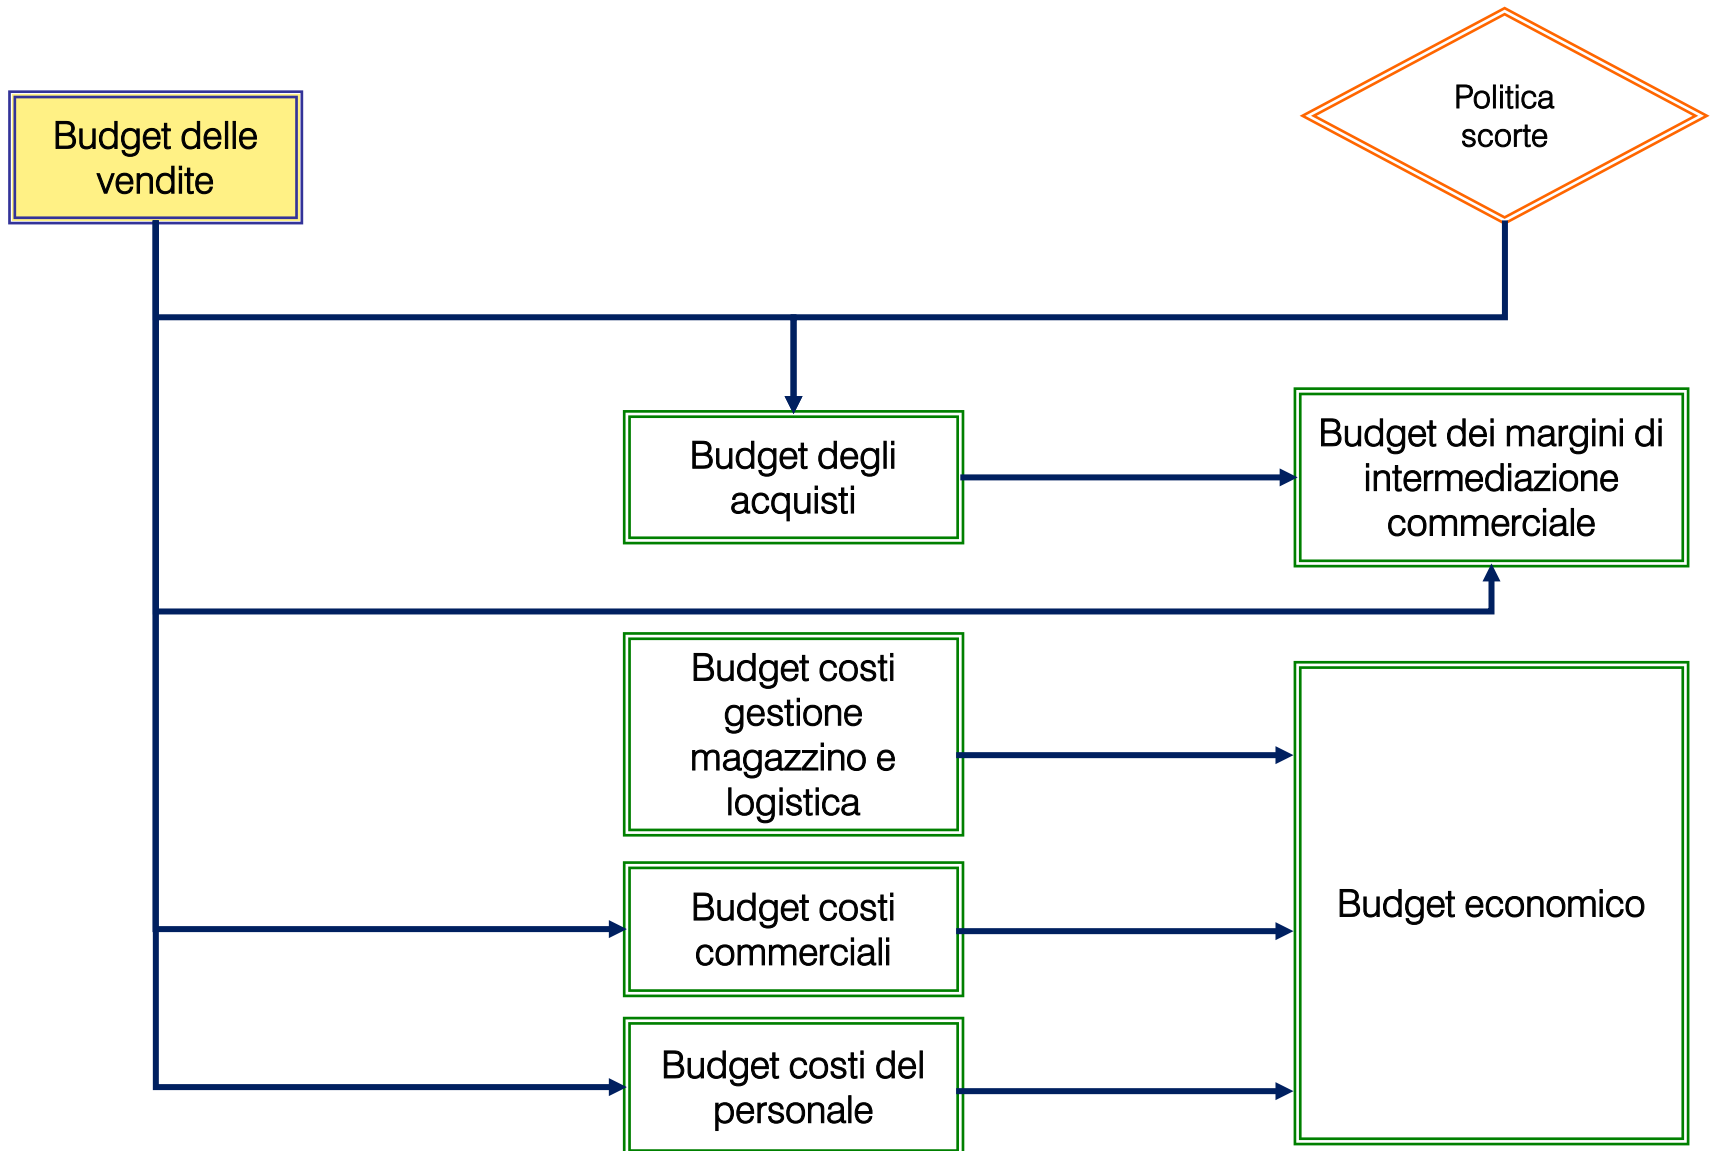 Politica
scorte
Budget delle
vendite
Budget degli
acquisti
Budget dei margini di
intermediazione
commerciale
Budget costi
gestione
magazzino e
logistica
Budget costi
commerciali
Budget economico
Budget costi del
personale